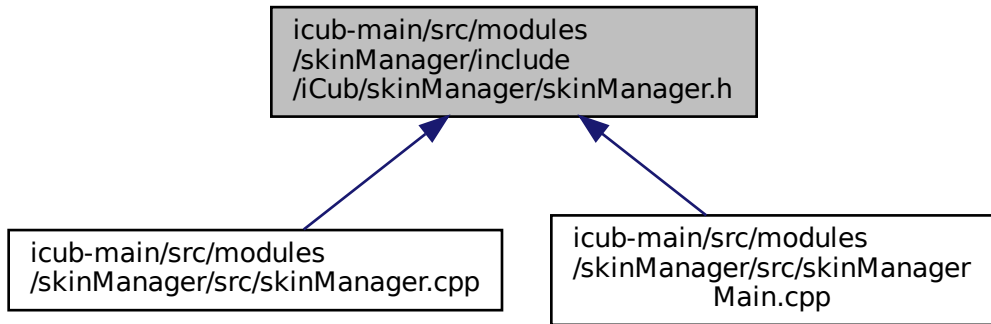 icub-main/src/modules
/skinManager/include
/iCub/skinManager/skinManager.h
icub-main/src/modules
/skinManager/src/skinManager.cpp
icub-main/src/modules
/skinManager/src/skinManager
Main.cpp